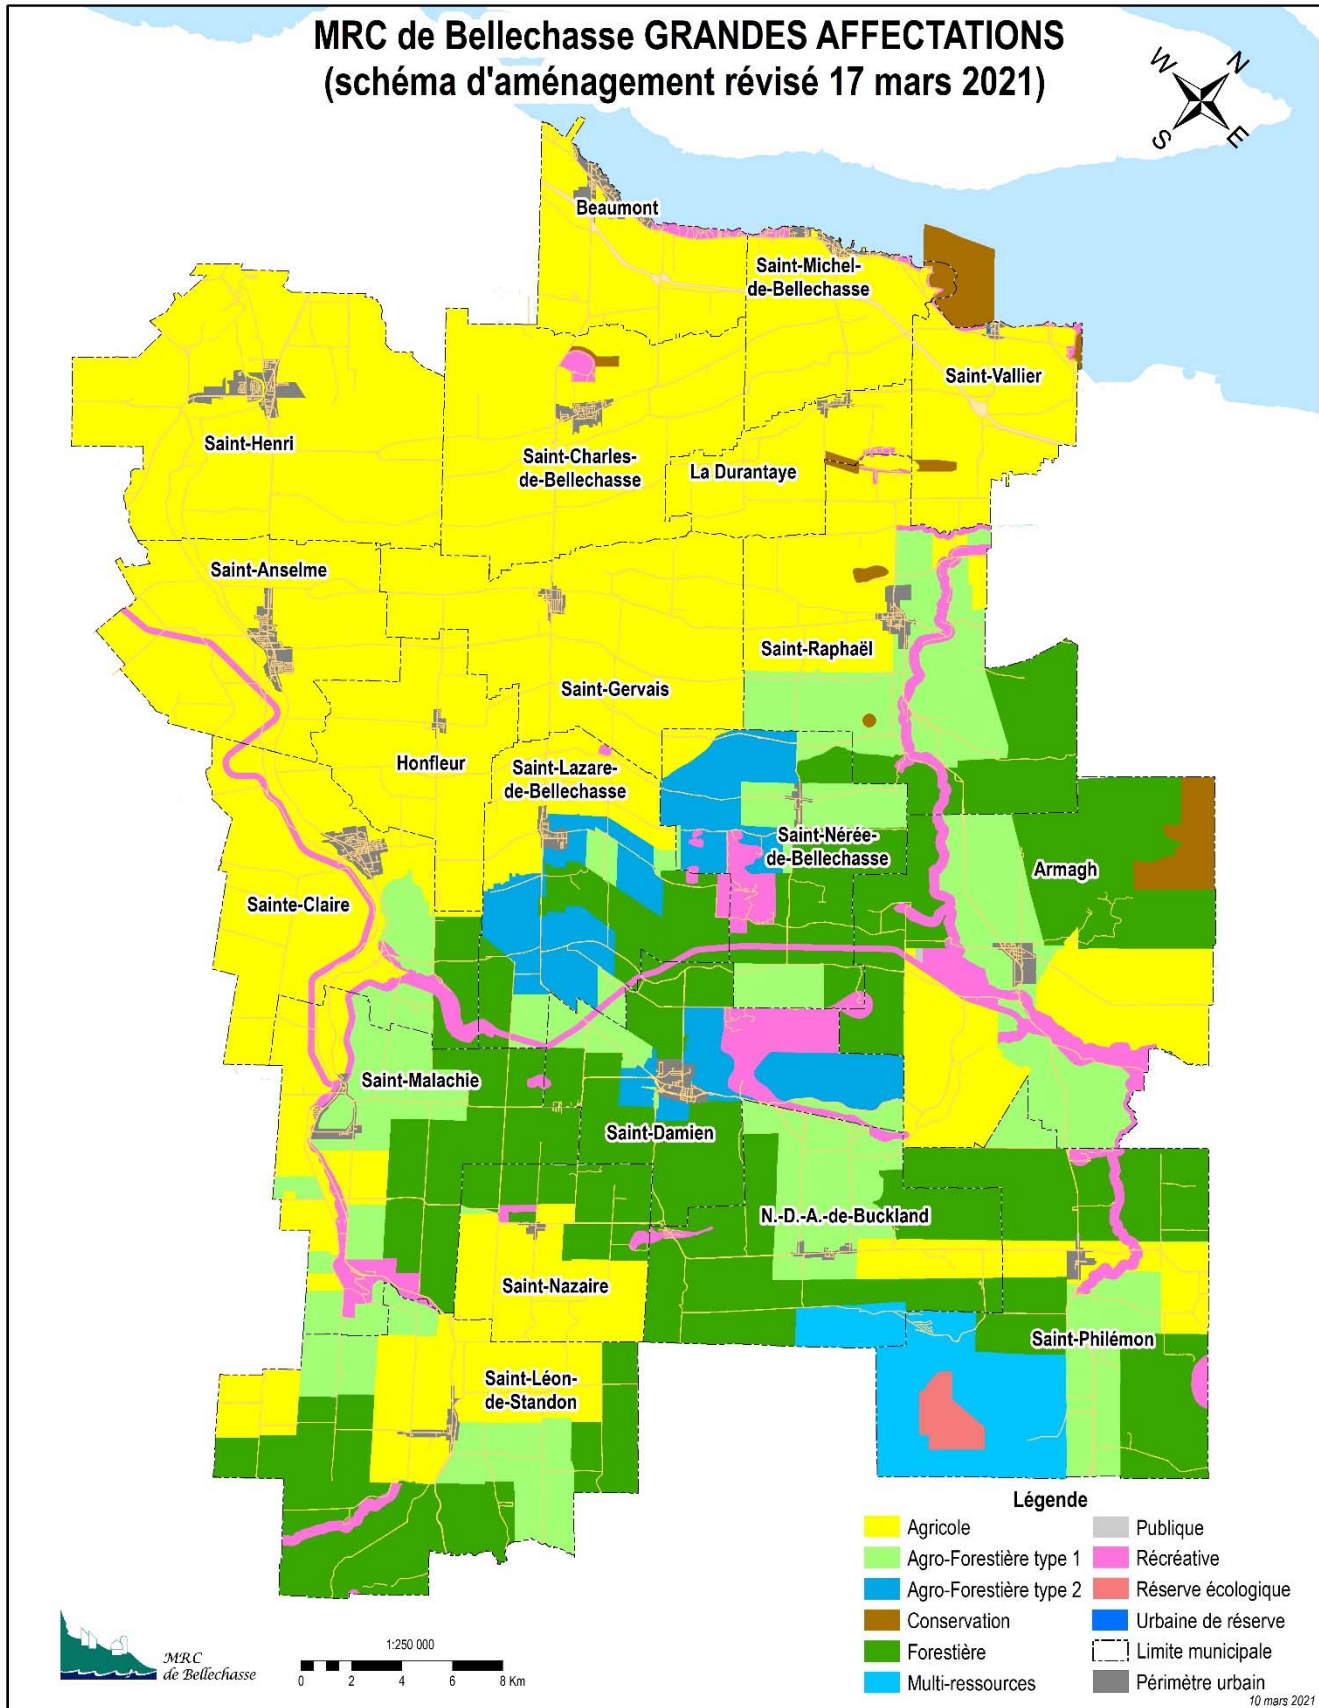 MRC de Bellechasse GRANDES AFFECTATIONS
(schéma d'aménagement révisé 17 mars 2021)
N
W
E
S
Beaumont
Saint-Michel-
de-Bellechasse
Saint-Vallier
Saint-Henri
Saint-Charles-
de-Bellechasse
La Durantaye
Saint-Anselme
Saint-Raphaël
Saint-Gervais
Honfleur
Saint-Lazare-
de-Bellechasse
Saint-Nérée-
de-Bellechasse
Armagh
Sainte-Claire
Saint-Malachie
Saint-Damien
N.-D.-A.-de-Buckland
Saint-Nazaire
Saint-Philémon
Saint-Léon-
de-Standon
Légende
Agricole
Agro-Forestière type 1
Agro-Forestière type 2
Conservation
Forestière
Multi-ressources
Publique
Récréative
Réserve écologique
Urbaine de réserve
Limite municipale
Périmètre urbain
MRC
de Bellechasse
1:250 000
0 2 4 6 8 Km
10 mars 2021